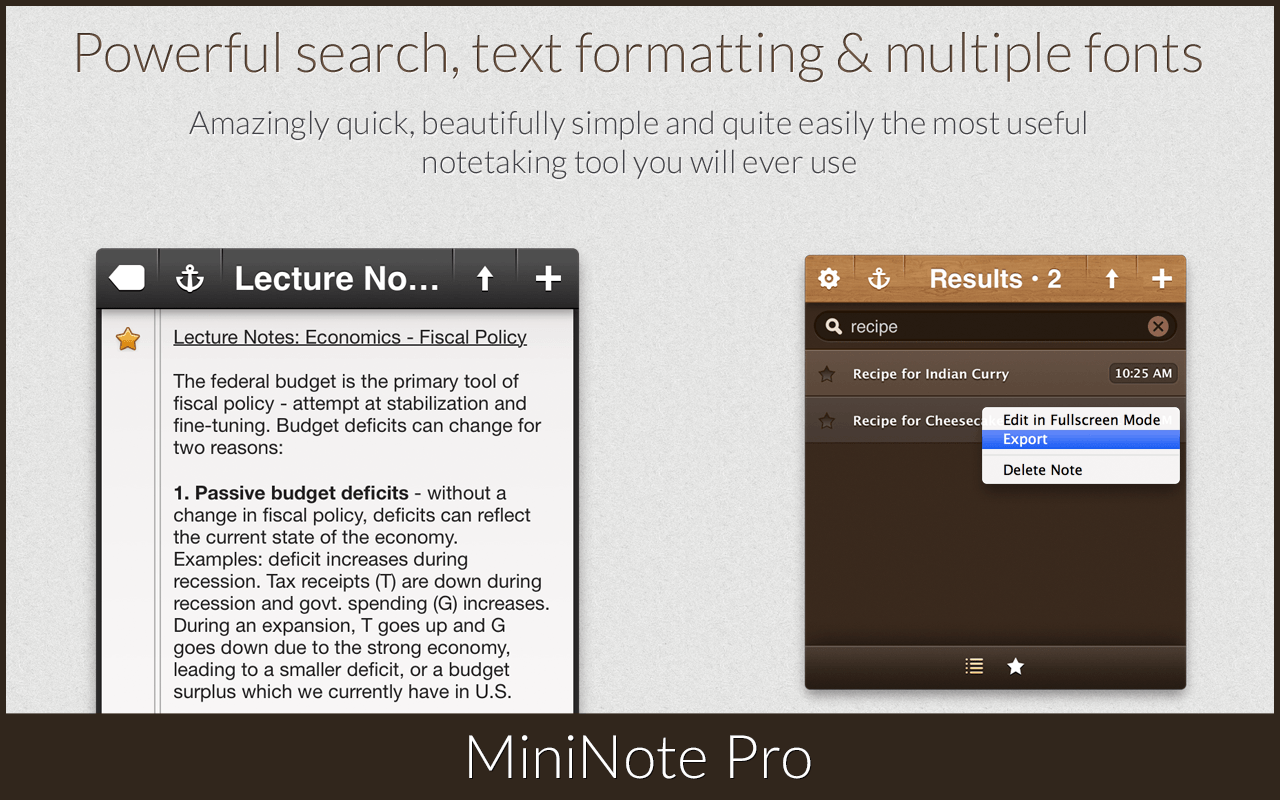 Powerful search, text formatting & multiple fonts
Amazingly quick, beautifully simple and quite easily the most useful
notetaking tool you will ever use
Lecture No...
Lecture Notes: Economics - Fiscal Policy
The federal budget is the primary tool of
fiscal policy - attempt at stabilization and
fine-tuning. Budget deficits can change for
two reasons:
1. Passive budget deficits - without a
change in fiscal policy, deficits can reflect
the current state of the economy.
Examples: deficit increases during
recession. Tax receipts (T) are down during
recession and govt. spending (G) increases.
During an expansion, T goes up and G
goes down due to the strong economy,
leading to a smaller deficit, or a budget
surplus which we currently have in U.S.
Results • 2
recipe
Recipe for Indian Curry
10:25 AM
Recipe for Cheeseca
Edit in Fullscreen Mode
Export
Delete Note
MiniNote Pro